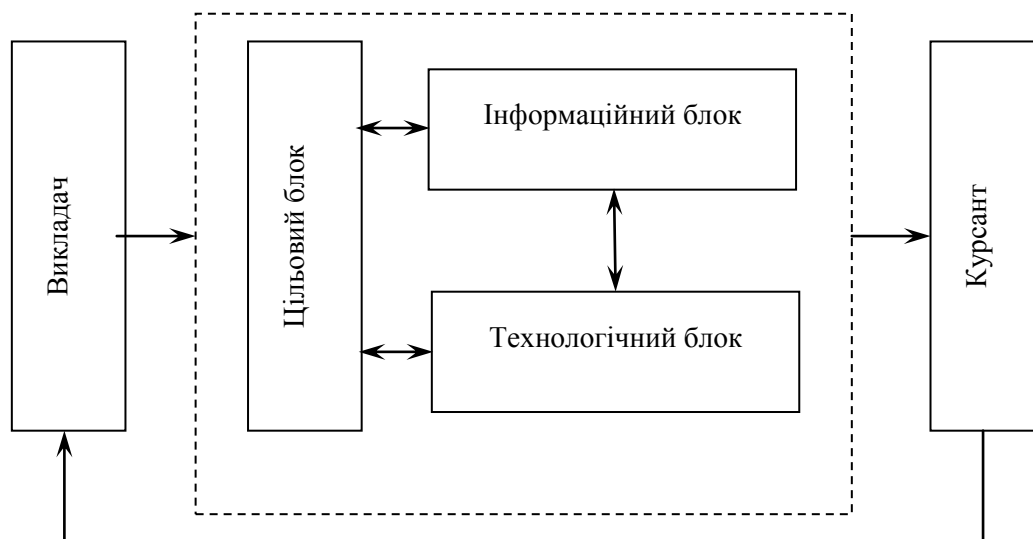 Викладач
Цільовий блок
Інформаційний блок
Технологічний блок
Курсант